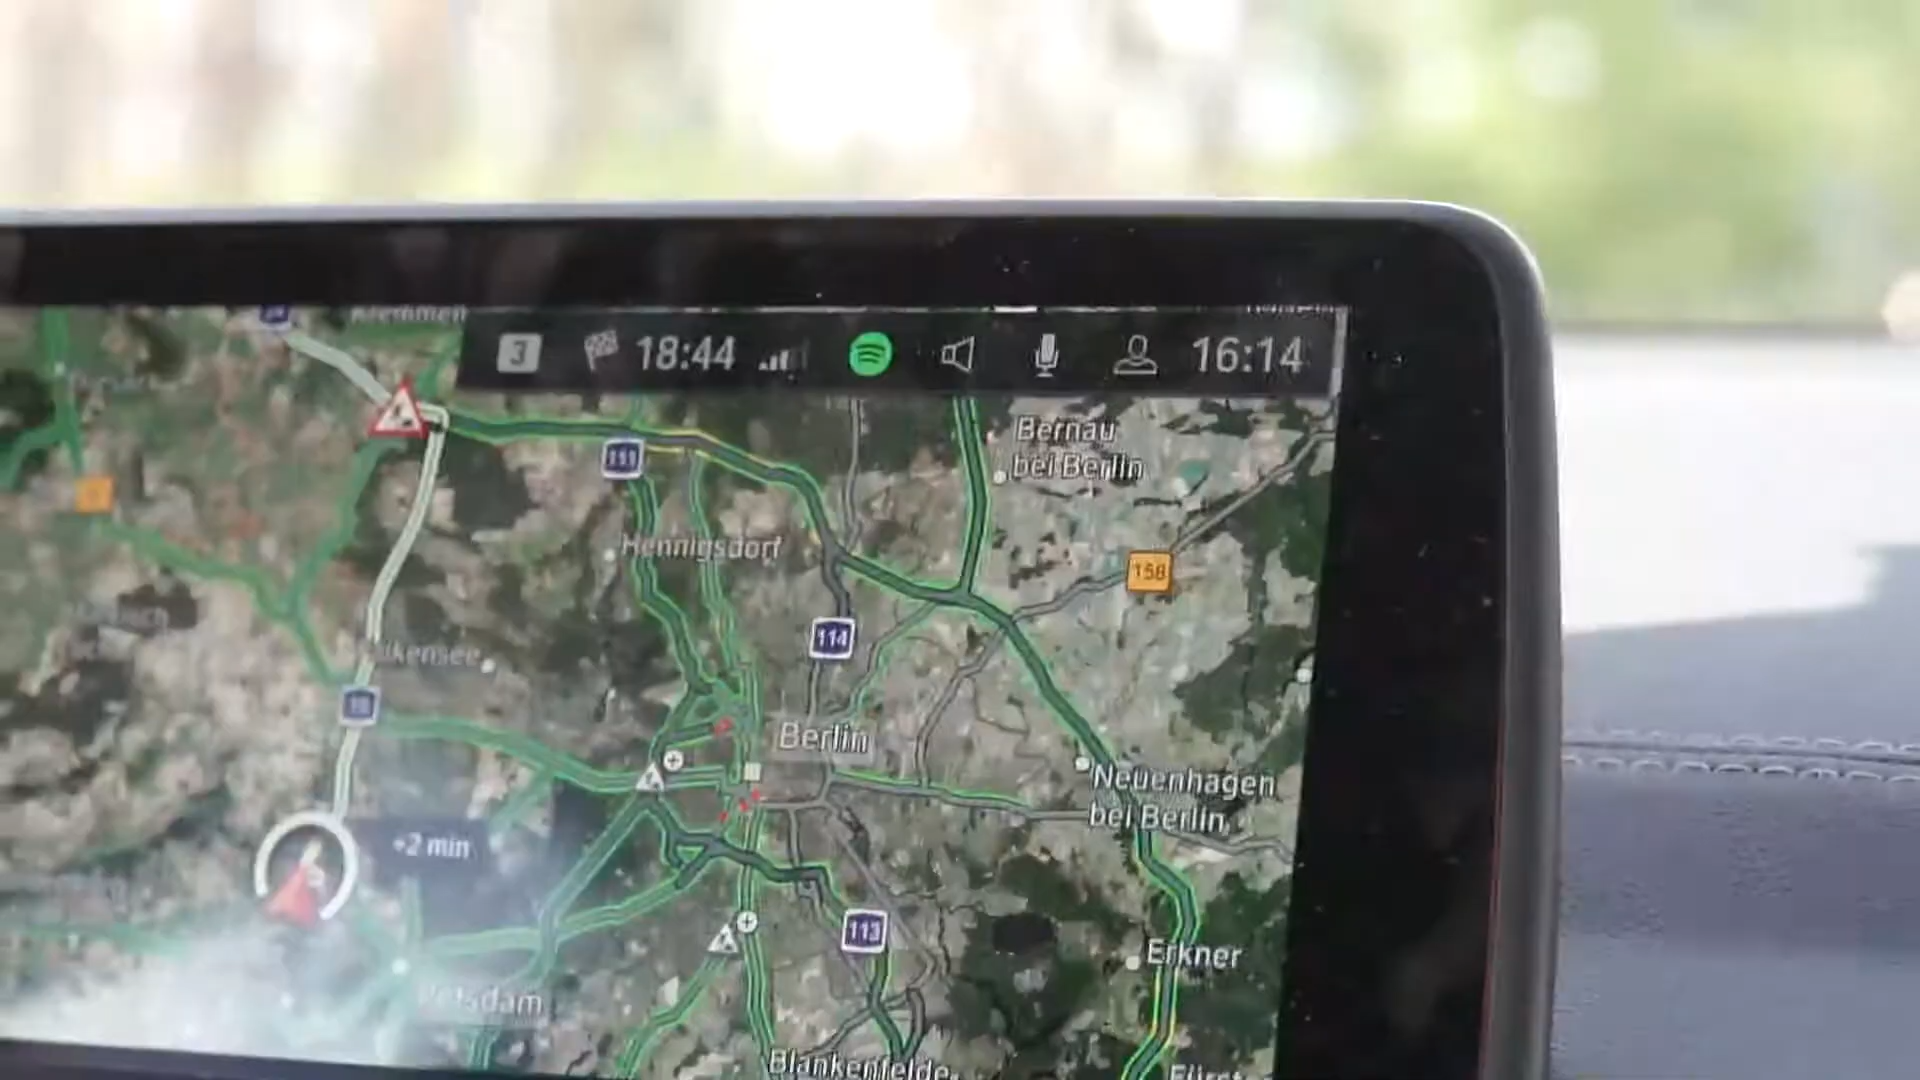 3
18:44
16:14
Bernau
bei Berlin
111
Hennigsdorf
158
114
Berlin
Neuenhagen
bei Berlin
+2 min
113
Erkner
Blankenfelde